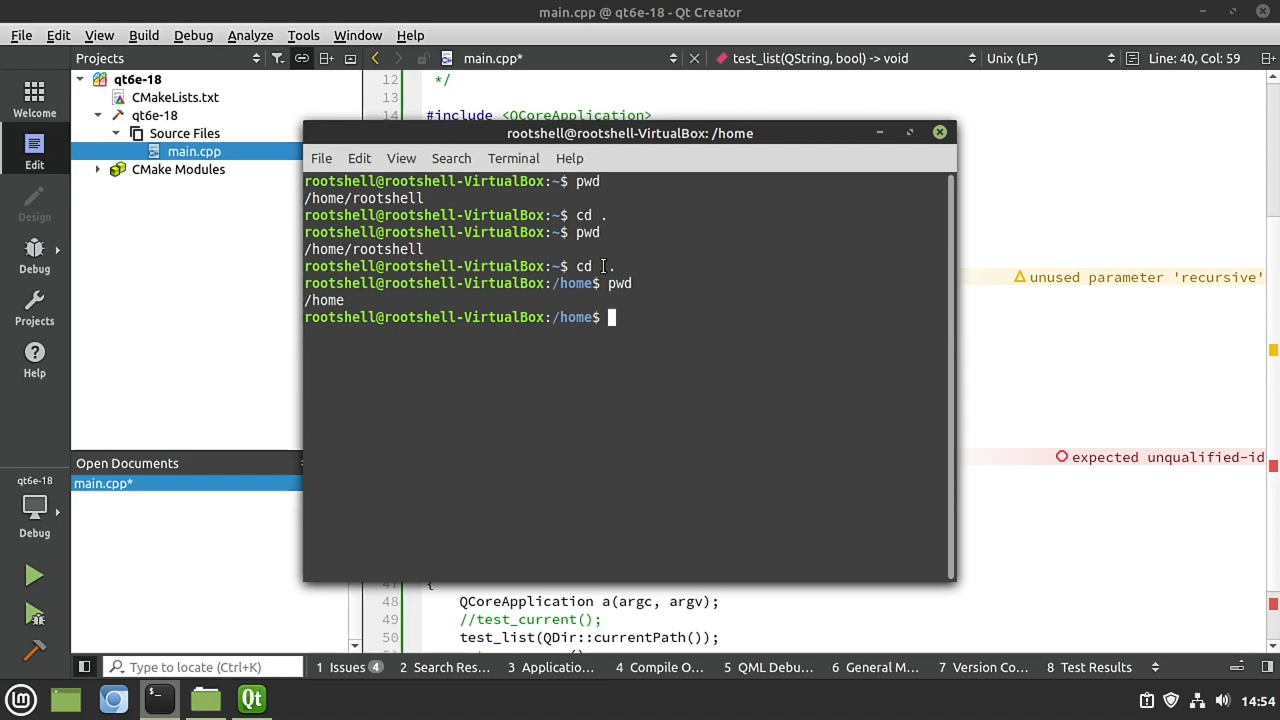 main.cpp @ qt6e-18 - Qt Creator
File Edit View Build Debug Analyze Tools Window Help
Projects main.cpp* test_list(QString, bool) -> void Unix (LF) Line: 40, Col: 59
Welcome
Edit
Design
Debug
Projects
Help
qt6e-18
Debug
qt6e-18
CMakeLists.txt
qt6e-18
Source Files
main.cpp
CMake Modules
Open Documents
main.cpp*
12 */
13
14 #include <QCoreApplication>
rootshell@rootshell-VirtualBox: /home
File Edit View Search Terminal Help
rootshell@rootshell-VirtualBox:~$ pwd
/home/rootshell
rootshell@rootshell-VirtualBox:~$ cd .
rootshell@rootshell-VirtualBox:~$ pwd
/home/rootshell
rootshell@rootshell-VirtualBox:~$ cd ..
rootshell@rootshell-VirtualBox:/home$ pwd
/home
rootshell@rootshell-VirtualBox:/home$
unused parameter 'recursive'
expected unqualified-id
{
48 QCoreApplication a(argc, argv);
49 //test_current();
50 test_list(QDir::currentPath());
Type to locate (Ctrl+K) 1 Issues 4 2 Search Res... 3 Applicatio... 4 Compile O... 5 QML Debu... 6 General M... 7 Version Co... 8 Test Results
14:54